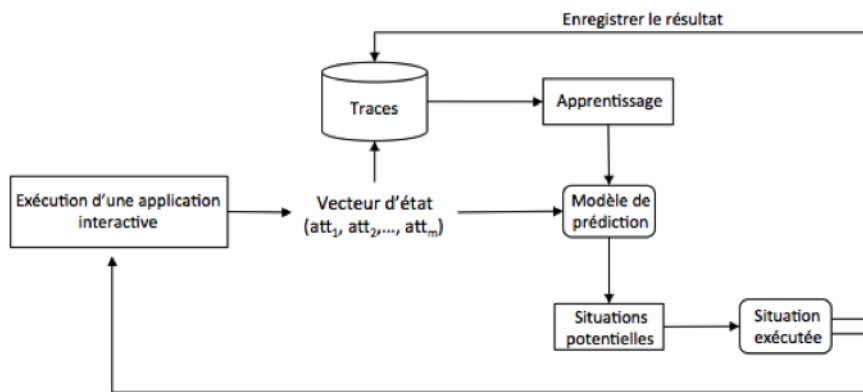 Enregistrer le résultat
Traces
Apprentissage
Exécution d'une application
interactive
Vecteur d'état
(att₁, att₂,..., attₘ)
Modèle de
prédiction
Situations
potentielles
Situation
exécutée